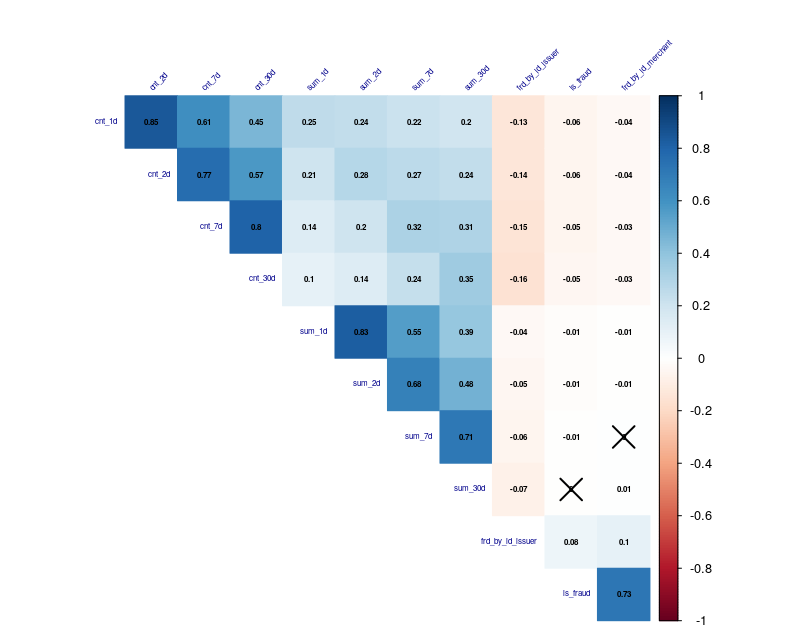 cnt_2d cnt_7d cnt_30d sum_1d sum_2d sum_7d sum_30d frd_by_id_issuer is_fraud frd_by_id_merchant
cnt_1d 0.85 0.61 0.45 0.25 0.24 0.22 0.2 -0.13 -0.06 -0.04
cnt_2d 0.77 0.57 0.21 0.28 0.27 0.24 -0.14 -0.06 -0.04
cnt_7d 0.8 0.14 0.2 0.32 0.31 -0.15 -0.05 -0.03
cnt_30d 0.1 0.14 0.24 0.35 -0.16 -0.05 -0.03
sum_1d 0.83 0.55 0.39 -0.04 -0.01 -0.01
sum_2d 0.68 0.48 -0.05 -0.01 -0.01
sum_7d 0.71 -0.06 -0.01
sum_30d -0.07 0.01
frd_by_id_issuer 0.08 0.1
is_fraud 0.73
1
0.8
0.6
0.4
0.2
0
-0.2
-0.4
-0.6
-0.8
-1